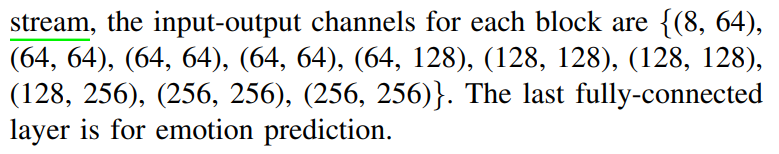 stream, the input-output channels for each block are {(8, 64),
(64, 64), (64, 64), (64, 64), (64, 128), (128, 128), (128, 128),
(128, 256), (256, 256), (256, 256)}. The last fully-connected
layer is for emotion prediction.